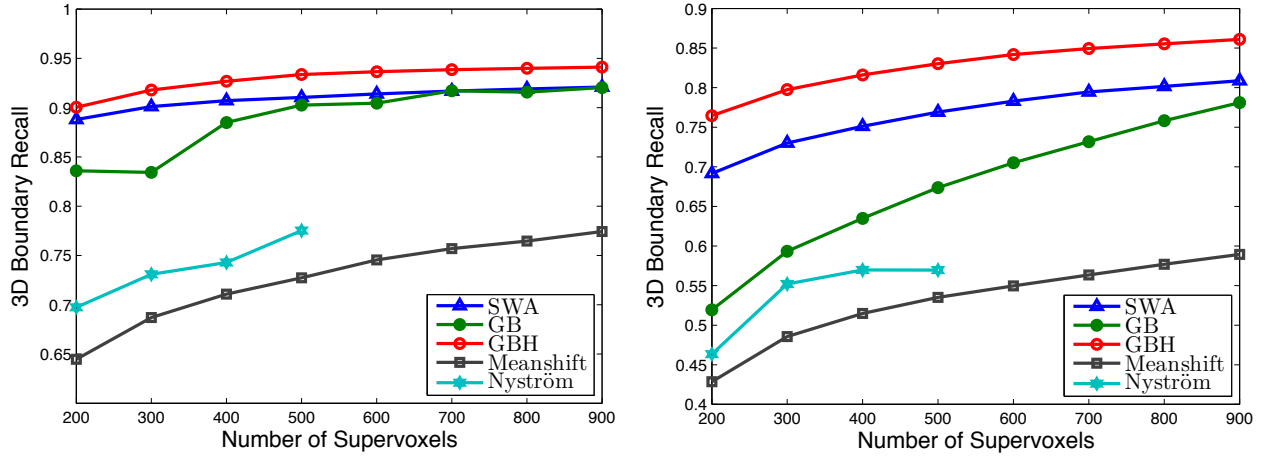 1
0.95
0.9
0.85
0.8
0.75
0.7
0.65
200 300 400 500 600 700 800 900
3D Boundary Recall
Number of Supervoxels
SWA
GB
GBH
Meanshift
Nyström
0.9
0.85
0.8
0.75
0.7
0.65
0.6
0.55
0.5
0.45
0.4
200 300 400 500 600 700 800 900
3D Boundary Recall
Number of Supervoxels
SWA
GB
GBH
Meanshift
Nyström